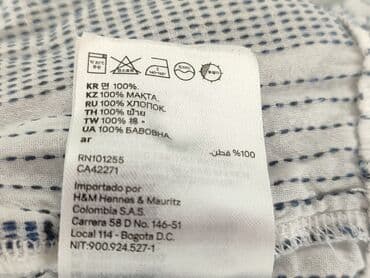 KR 면 100%.
KZ 100% МАҚТА.
RU 100% ХЛОПОК.
TH 100% ฝ้าย
TW 100% 棉。
UA 100% БАВОВНА.
ar
100% قطن.
RN101255
CA42271
Importado por
H&M Hennes & Mauritz
Colombia S.A.S.
Carrera 58 D No. 146-51
Local 114 - Bogota D.C.
NIT:900.924.527-1